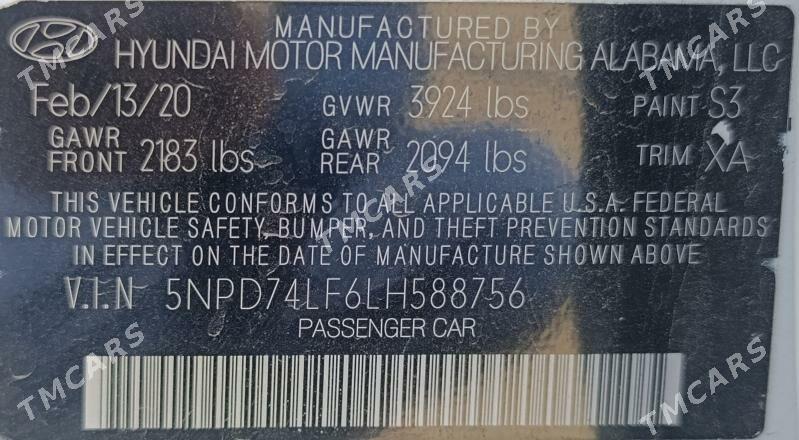 MANUFACTURED BY
HYUNDAI MOTOR MANUFACTURING ALABAMA, LLC
Feb/13/20 GVWR 3924 lbs PAINT S3
GAWR FRONT 2183 lbs GAWR REAR 2094 lbs TRIM XA
THIS VEHICLE CONFORMS TO ALL APPLICABLE U.S.A. FEDERAL
MOTOR VEHICLE SAFETY, BUMPER, AND THEFT PREVENTION STANDARDS
IN EFFECT ON THE DATE OF MANUFACTURE SHOWN ABOVE
V.I.N 5NPD74LF6LH588756
PASSENGER CAR
TMCARS
TMCARS
TMCARS
TMCARS
TMCARS
TMCARS
TMCARS